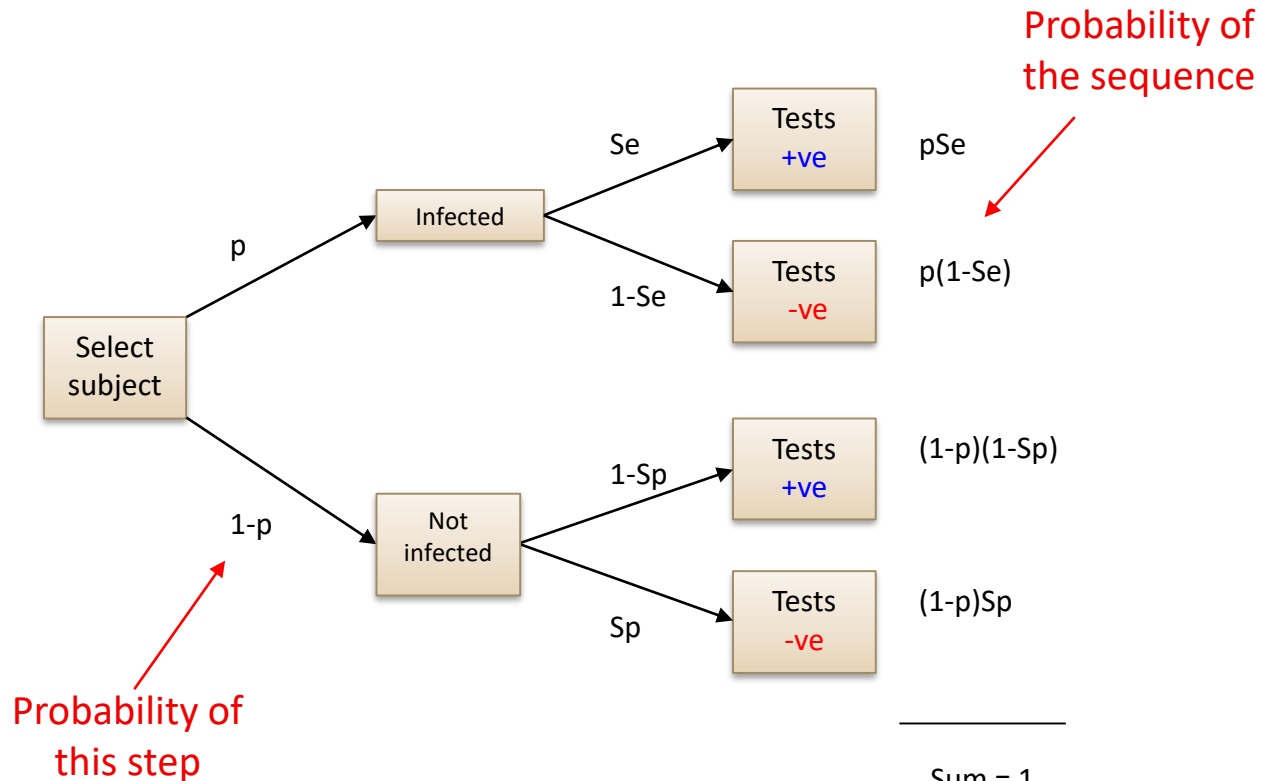 Probability of
the sequence
Tests
+ve
Se
pSe
Infected
p
Tests
-ve
1-Se
p(1-Se)
Select
subject
Tests
+ve
1-Sp
(1-p)(1-Sp)
1-p
Not
infected
Tests
-ve
Sp
(1-p)Sp
Probability of
this step
Sum = 1